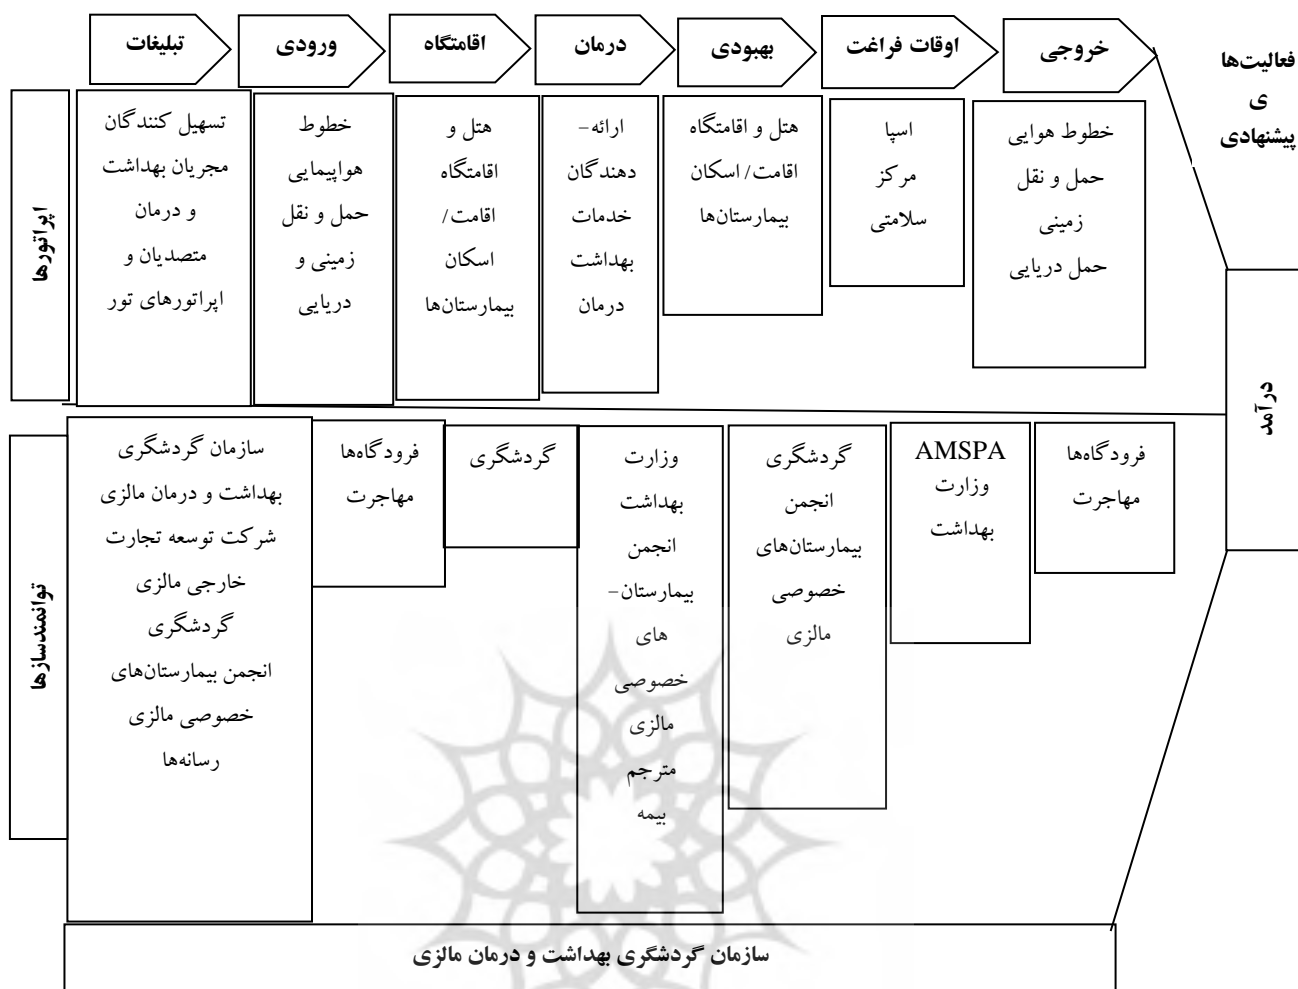 تبلیغات
ورودی
اقامتگاه
درمان
بهبودی
اوقات فراغت
خروجی
فعالیت‌ها
ی
پیشنهادی
اپراتورها
تسهیل کنندگان
مجریان بهداشت
و درمان
متصدیان و
اپراتورهای تور
خطوط
هواپیمایی
حمل و نقل
زمینی و
دریایی
هتل و
اقامتگاه
اقامت/
اسکان
بیمارستان‌ها
ارائه–
دهندگان
خدمات
بهداشت
درمان
هتل و اقامتگاه
اقامت/ اسکان
بیمارستان‌ها
اسپا
مرکز
سلامتی
خطوط هوایی
حمل و نقل
زمینی
حمل دریایی
درآمد
توانمندسازها
سازمان گردشگری
بهداشت و درمان مالزی
شرکت توسعه تجارت
خارجی مالزی
گردشگری
انجمن بیمارستان‌های
خصوصی مالزی
رسانه‌ها
فرودگاه‌ها
مهاجرت
گردشگری
وزارت
بهداشت
انجمن
بیمارستان–
های
خصوصی
مالزی
مترجم
بیمه
گردشگری
انجمن
بیمارستان‌های
خصوصی
مالزی
AMSPA
وزارت
بهداشت
فرودگاه‌ها
مهاجرت
سازمان گردشگری بهداشت و درمان مالزی